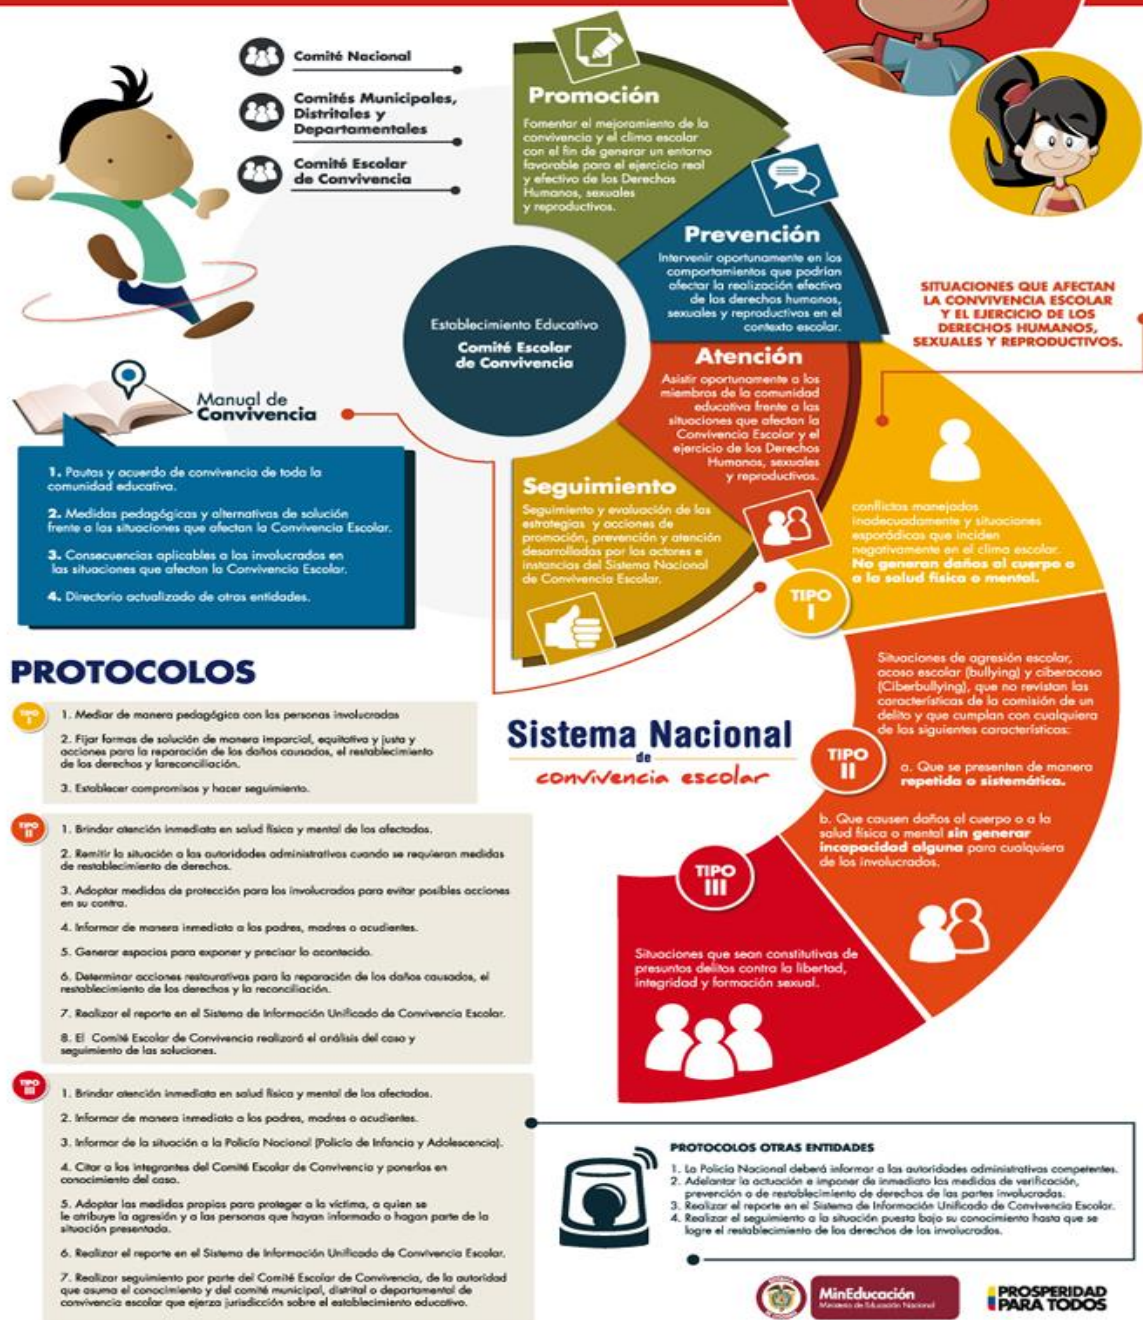 Comité Nacional
Comités Municipales,
Distritales y
Departamentales
Comité Escolar
de Convivencia
Promoción
Fomentar el mejoramiento de la
convivencia y el clima escolar
con el fin de generar un entorno
favorable para el ejercicio real
y efectivo de los Derechos
Humanos, sexuales
y reproductivos.
Prevención
Intervenir oportunamente en los
comportamientos que podrían
afectar la realización efectiva
de los derechos humanos,
sexuales y reproductivos en el
contexto escolar.
Establecimiento Educativo
Comité Escolar
de Convivencia
Atención
Asistir oportunamente a los
miembros de la comunidad
educativa frente a las
situaciones que afectan la
Convivencia Escolar y el
ejercicio de los Derechos
Humanos, sexuales
y reproductivos.
Seguimiento
Seguimiento y evaluación de las
estrategias y acciones de
promoción, prevención y atención
desarrolladas por los actores e
instancias del Sistema Nacional
de Convivencia Escolar.
SITUACIONES QUE AFECTAN
LA CONVIVENCIA ESCOLAR
Y EL EJERCICIO DE LOS
DERECHOS HUMANOS,
SEXUALES Y REPRODUCTIVOS.
Manual de
Convivencia
1. Pautas y acuerdo de convivencia de toda la
comunidad educativa.
2. Medidas pedagógicas y alternativas de solución
frente a las situaciones que afectan la Convivencia Escolar.
3. Consecuencias aplicables a los involucrados en
las situaciones que afectan la Convivencia Escolar.
4. Directorio actualizado de otras entidades.
conflictos manejados
inadecuadamente y situaciones
esporádicas que inciden
negativamente en el clima escolar.
No generan daños al cuerpo o
a la salud física o mental.
TIPO
I
Situaciones de agresión escolar,
acoso escolar (bullying) y ciberacoso
(Ciberbullying), que no revistan las
características de la comisión de un
delito y que cumplan con cualquiera
de las siguientes características:
a. Que se presenten de manera
repetida o sistemática.
b. Que causen daños al cuerpo o a la
salud física o mental sin generar
incapacidad alguna para cualquiera
de los involucrados.
TIPO
II
TIPO
III
Situaciones que sean constitutivas de
presuntos delitos contra la libertad,
integridad y formación sexual.
Sistema Nacional
de
convivencia escolar
PROTOCOLOS
TIPO
I
1. Mediar de manera pedagógica con las personas involucradas
2. Fijar formas de solución de manera imparcial, equitativa y justa y
acciones para la reparación de los daños causados, el restablecimiento
de los derechos y lareconciliación.
3. Establecer compromisos y hacer seguimiento.
TIPO
II
1. Brindar atención inmediata en salud física y mental de los afectados.
2. Remitir la situación a las autoridades administrativas cuando se requieran medidas
de restablecimiento de derechos.
3. Adoptar medidas de protección para los involucrados para evitar posibles acciones
en su contra.
4. Informar de manera inmediata a los padres, madres o acudientes.
5. Generar espacios para exponer y precisar lo acontecido.
6. Determinar acciones restaurativas para la reparación de los daños causados, el
restablecimiento de los derechos y la reconciliación.
7. Realizar el reporte en el Sistema de Información Unificado de Convivencia Escolar.
8. El Comité Escolar de Convivencia realizará el análisis del caso y
seguimiento de las soluciones.
TIPO
III
1. Brindar atención inmediata en salud física y mental de los afectados.
2. Informar de manera inmediata a los padres, madres o acudientes.
3. Informar de la situación a la Policía Nacional (Policía de Infancia y Adolescencia).
4. Citar a los integrantes del Comité Escolar de Convivencia y ponerlos en
conocimiento del caso.
5. Adoptar las medidas propias para proteger a la víctima, a quien se
le atribuye la agresión y a las personas que hayan informado o hagan parte de la
situación presentada.
6. Realizar el reporte en el Sistema de Información Unificado de Convivencia Escolar.
7. Realizar seguimiento por parte del Comité Escolar de Convivencia, de la autoridad
que asuma el conocimiento y del comité municipal, distrital o departamental de
convivencia escolar que ejerza jurisdicción sobre el establecimiento educativo.
PROTOCOLOS OTRAS ENTIDADES
1. La Policía Nacional deberá informar a las autoridades administrativas competentes.
2. Adelantar la actuación e imponer de inmediato las medidas de verificación,
prevención o de restablecimiento de derechos de las partes involucradas.
3. Realizar el reporte en el Sistema de Información Unificado de Convivencia Escolar.
4. Realizar el seguimiento a la situación puesta bajo su conocimiento hasta que se
logre el restablecimiento de los derechos de los involucrados.
MinEducación
Ministerio de Educación Nacional
PROSPERIDAD
PARA TODOS